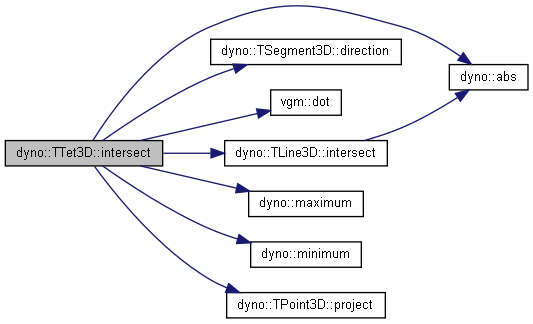 dyno::TSegment3D::direction
dyno::abs
vgm::dot
dyno::TTet3D::intersect
dyno::TLine3D::intersect
dyno::maximum
dyno::minimum
dyno::TPoint3D::project